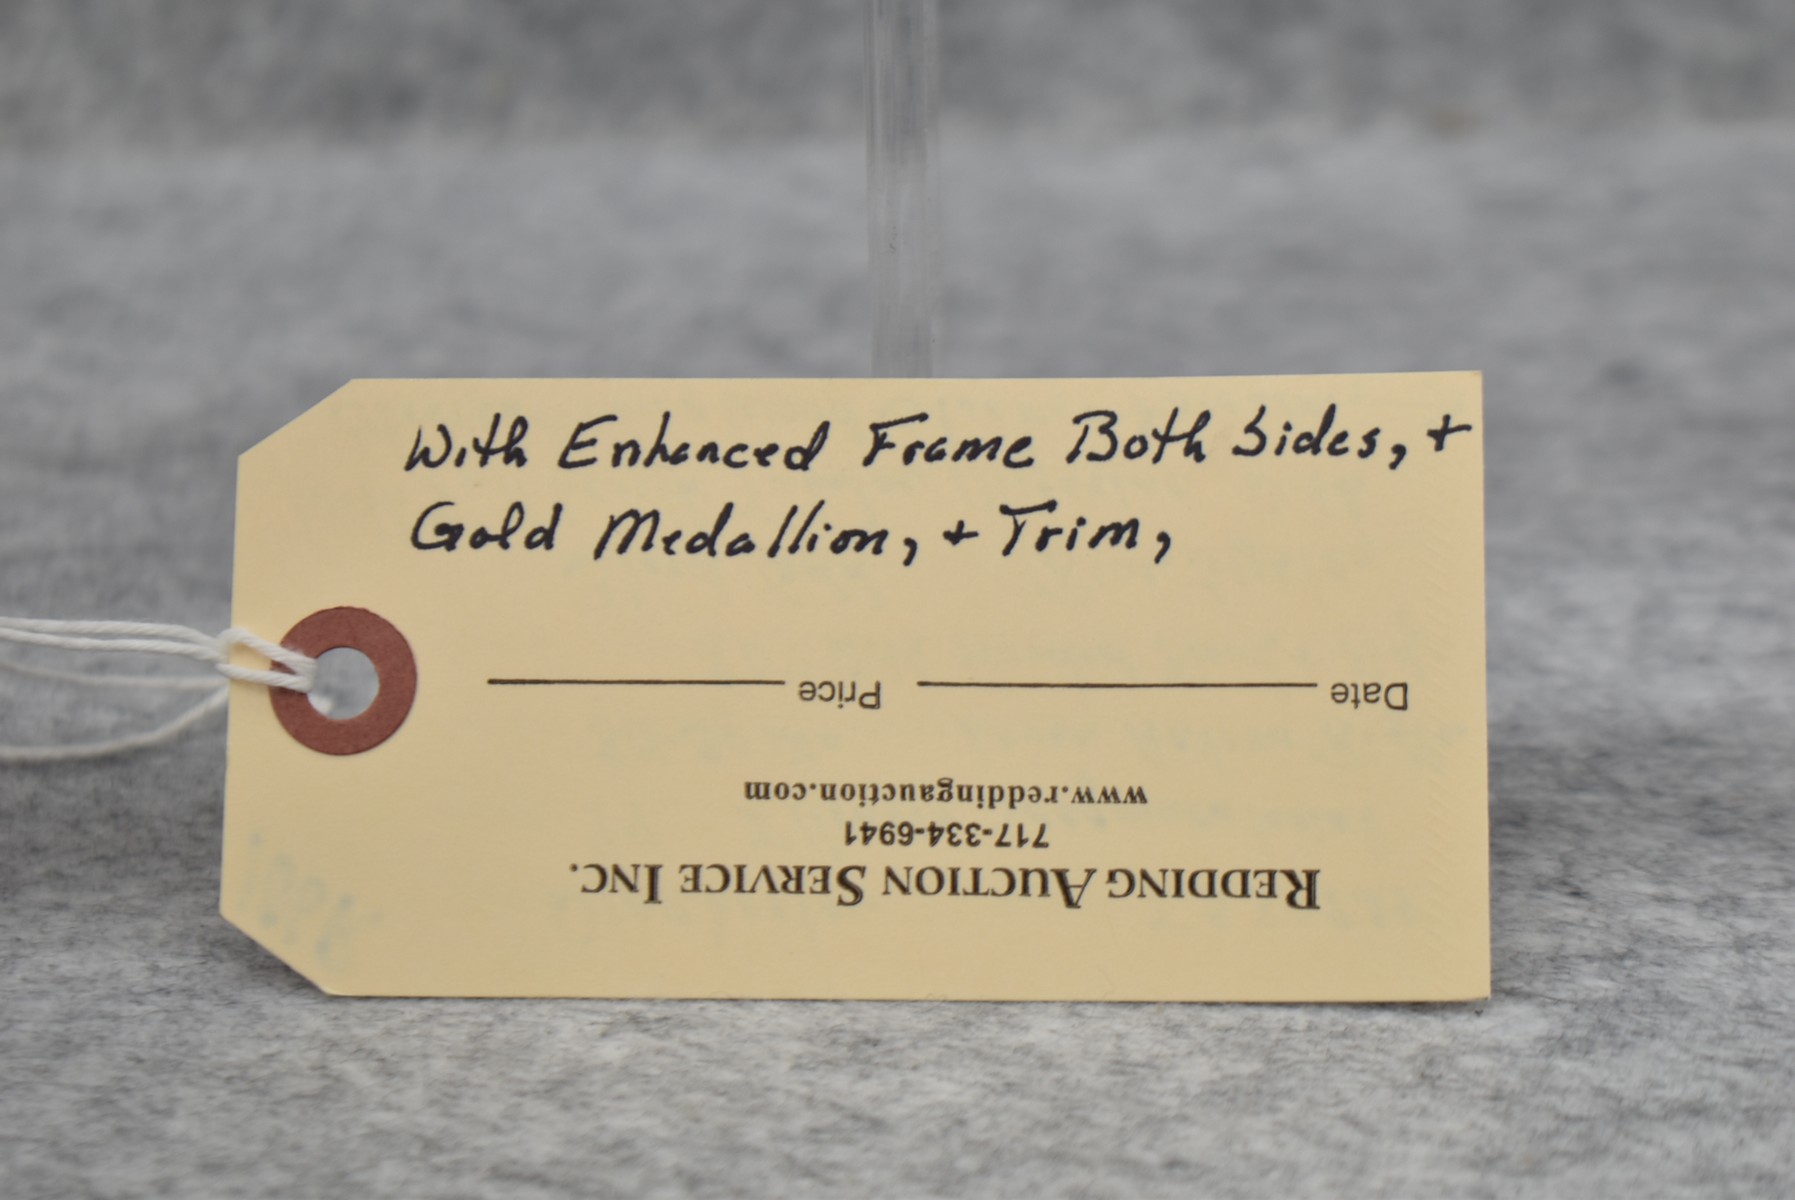 With Enhanced Frame Both Sides, +
Gold Medallion, + Trim,
Date Price
www.reddingauction.com
717-334-6941
REDDING AUCTION SERVICE INC.